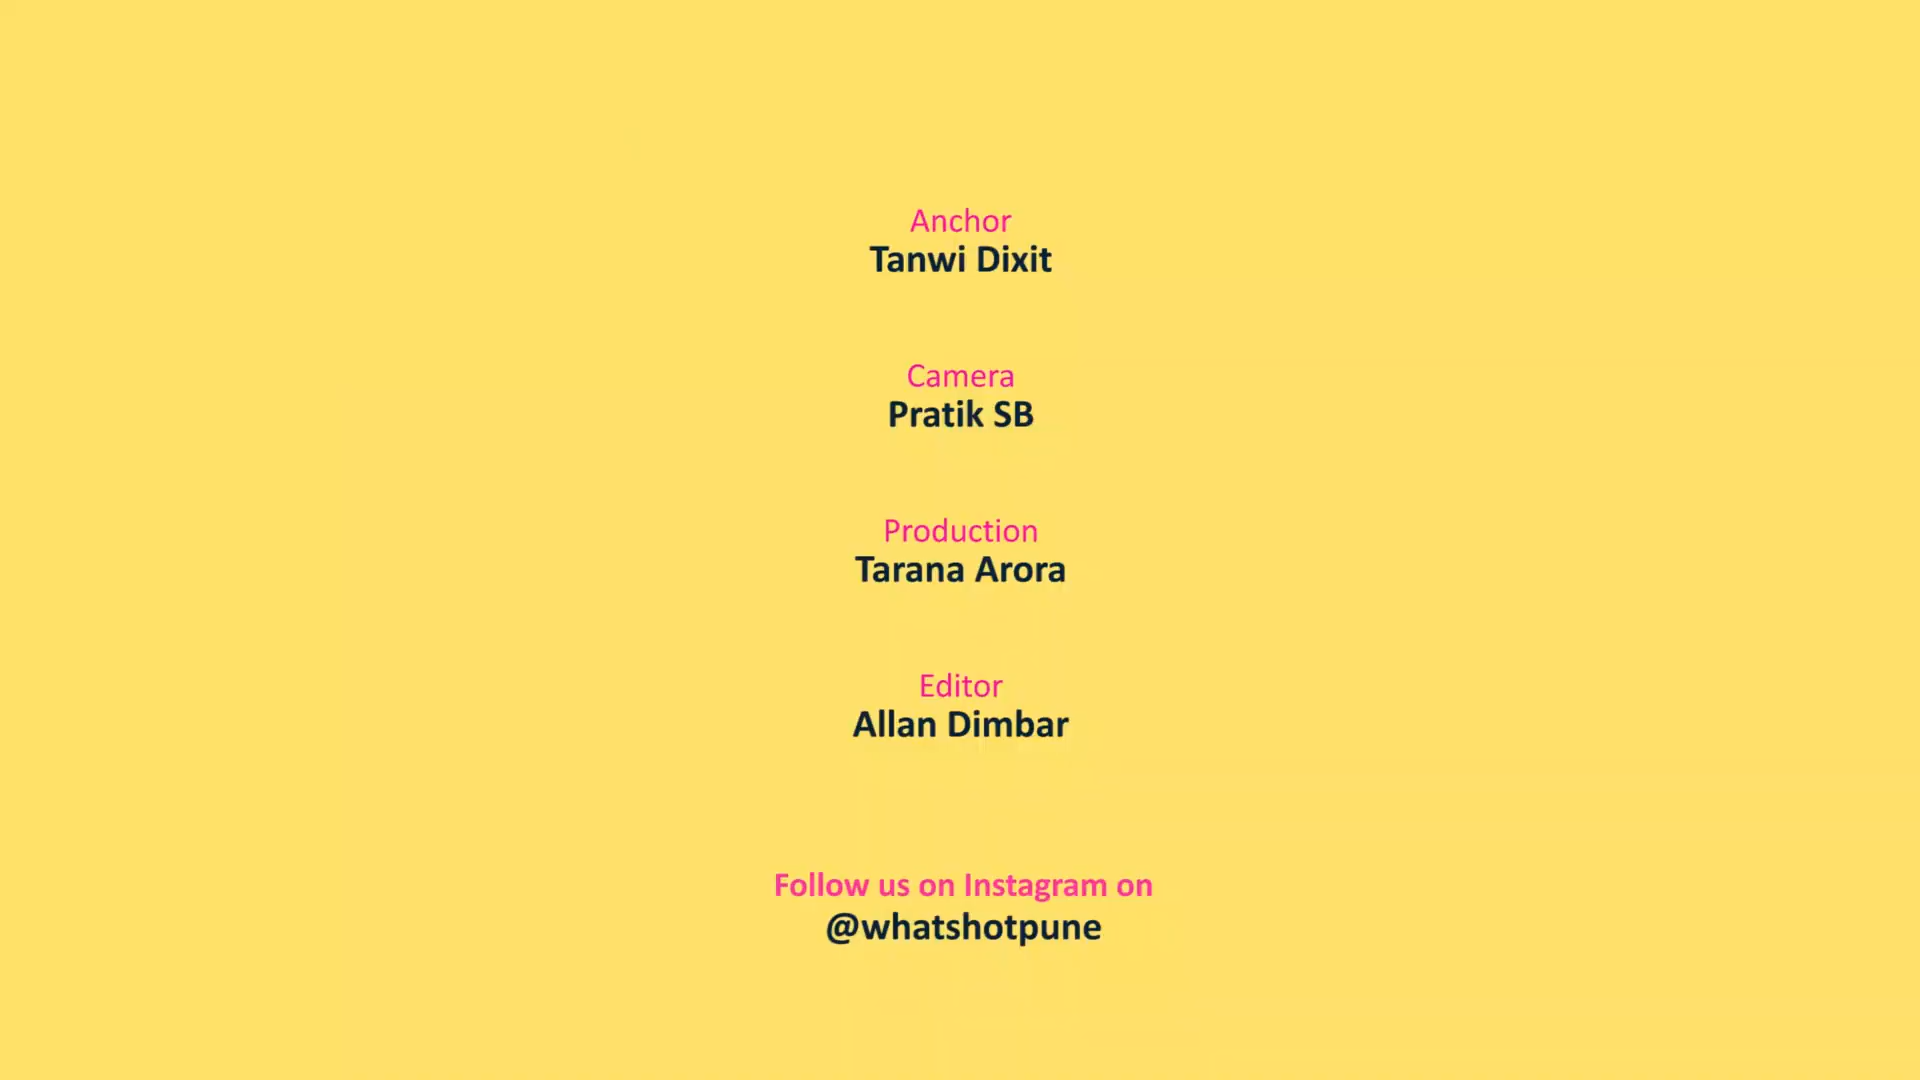 Anchor
Tanwi Dixit
Camera
Pratik SB
Production
Tarana Arora
Editor
Allan Dimbar
Follow us on Instagram on
@whatshotpune